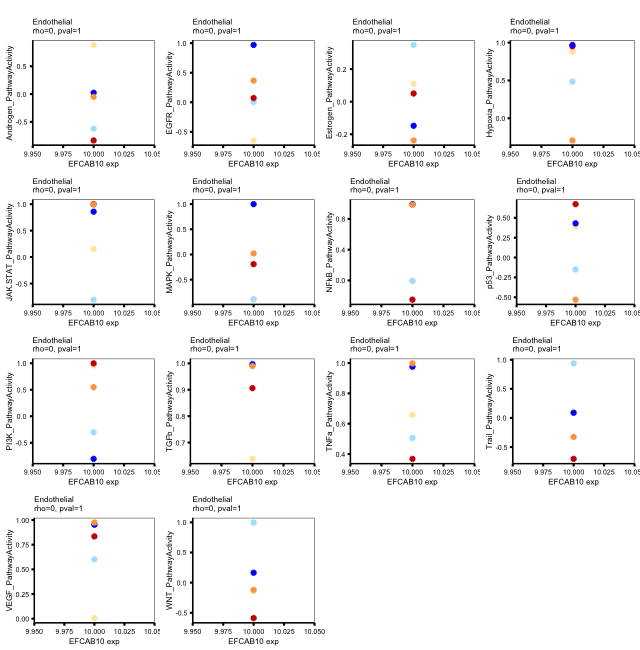 Endothelial
rho=0, pval=1
Androgen_PathwayActivity
0.5
0.0
-0.5
9.950 9.975 10.000 10.025 10.05
EFCAB10 exp
Endothelial
rho=0, pval=1
EGFR_PathwayActivity
1.0
0.5
0.0
-0.5
9.950 9.975 10.000 10.025 10.05
EFCAB10 exp
Endothelial
rho=0, pval=1
Estrogen_PathwayActivity
0.2
0.0
-0.2
9.950 9.975 10.000 10.025 10.05
EFCAB10 exp
Endothelial
rho=0, pval=1
Hypoxia_PathwayActivity
1.0
0.5
0.0
9.950 9.975 10.000 10.025 10.05
EFCAB10 exp
Endothelial
rho=0, pval=1
JAK.STAT_PathwayActivity
1.0
0.5
0.0
-0.5
9.950 9.975 10.000 10.025 10.05
EFCAB10 exp
Endothelial
rho=0, pval=1
MAPK_PathwayActivity
1.0
0.5
0.0
-0.5
9.950 9.975 10.000 10.025 10.05
EFCAB10 exp
Endothelial
rho=0, pval=1
NFkB_PathwayActivity
0.8
0.4
0.0
9.950 9.975 10.000 10.025 10.05
EFCAB10 exp
Endothelial
rho=0, pval=1
p53_PathwayActivity
0.50
0.25
0.00
-0.25
-0.50
9.950 9.975 10.000 10.025 10.05
EFCAB10 exp
Endothelial
rho=0, pval=1
PI3K_PathwayActivity
1.0
0.5
0.0
-0.5
9.950 9.975 10.000 10.025 10.05
EFCAB10 exp
Endothelial
rho=0, pval=1
TGFb_PathwayActivity
1.0
0.9
0.8
0.7
9.950 9.975 10.000 10.025 10.05
EFCAB10 exp
Endothelial
rho=0, pval=1
TNFa_PathwayActivity
1.0
0.8
0.6
0.4
9.950 9.975 10.000 10.025 10.05
EFCAB10 exp
Endothelial
rho=0, pval=1
Trail_PathwayActivity
1.0
0.5
0.0
-0.5
9.950 9.975 10.000 10.025 10.05
EFCAB10 exp
Endothelial
rho=0, pval=1
VEGF_PathwayActivity
1.00
0.75
0.50
0.25
0.00
9.950 9.975 10.000 10.025 10.05
EFCAB10 exp
Endothelial
rho=0, pval=1
WNT_PathwayActivity
1.0
0.5
0.0
-0.5
9.950 9.975 10.000 10.025 10.050
EFCAB10 exp